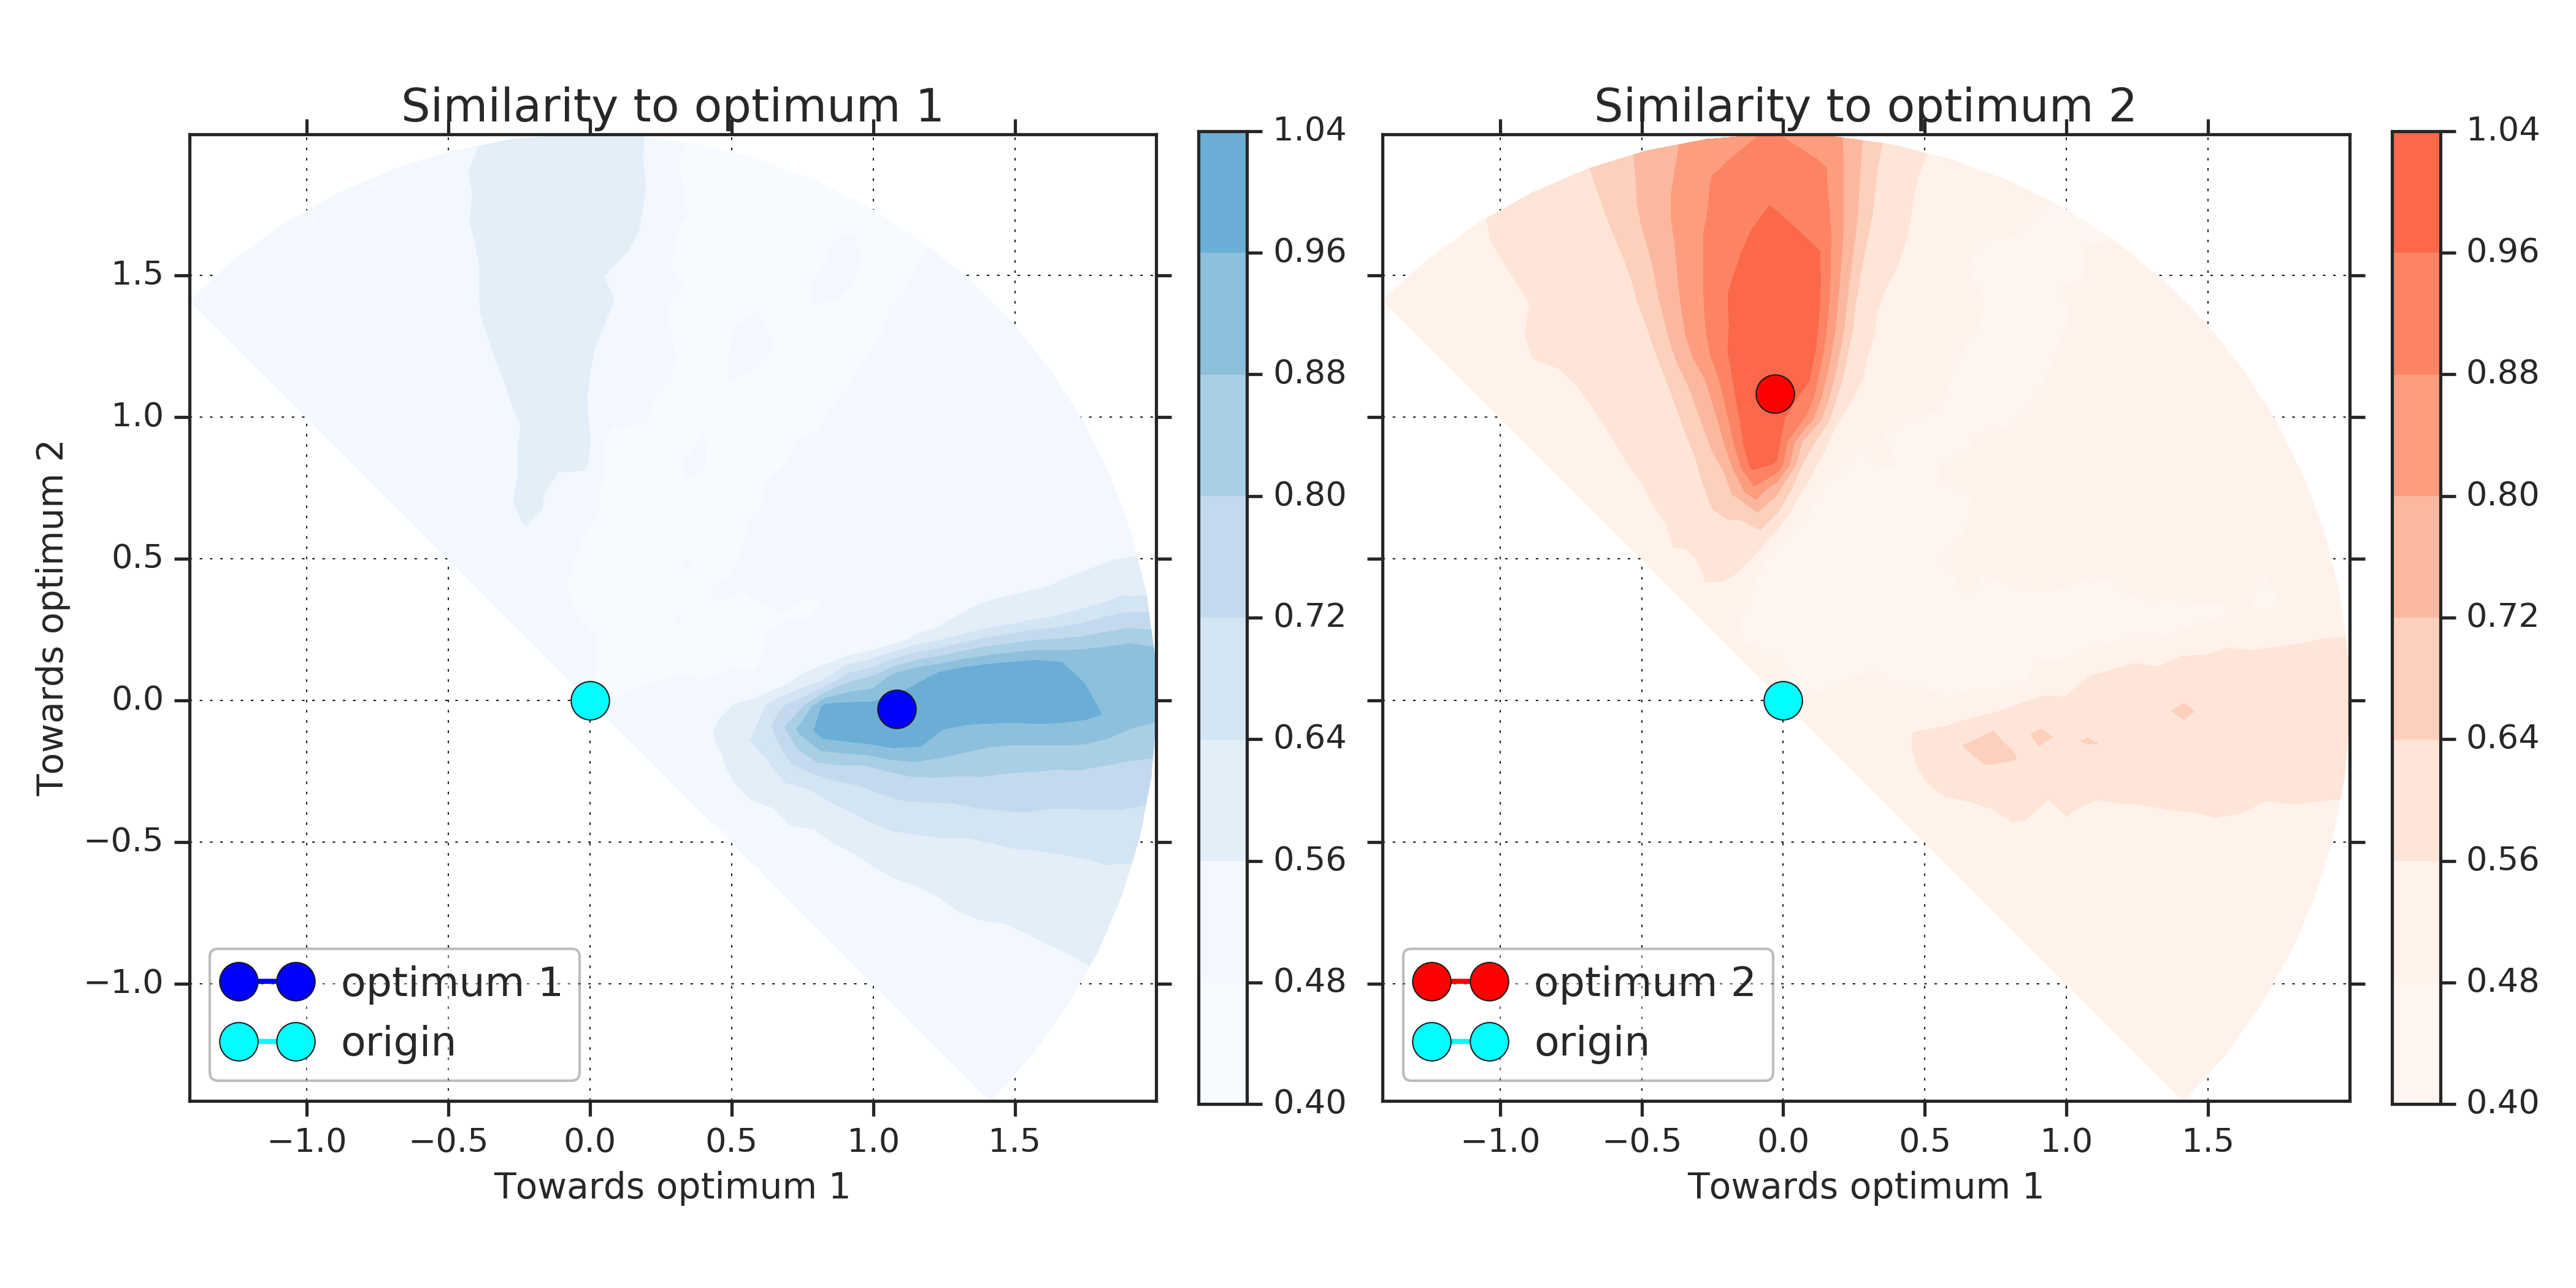 Similarity to optimum 1
Towards optimum 2
1.5
1.0
0.5
0.0
−0.5
−1.0
−1.0 −0.5 0.0 0.5 1.0 1.5
Towards optimum 1
optimum 1
origin
1.04
0.96
0.88
0.80
0.72
0.64
0.56
0.48
0.40
Similarity to optimum 2
−1.0 −0.5 0.0 0.5 1.0 1.5
Towards optimum 1
optimum 2
origin
1.04
0.96
0.88
0.80
0.72
0.64
0.56
0.48
0.40